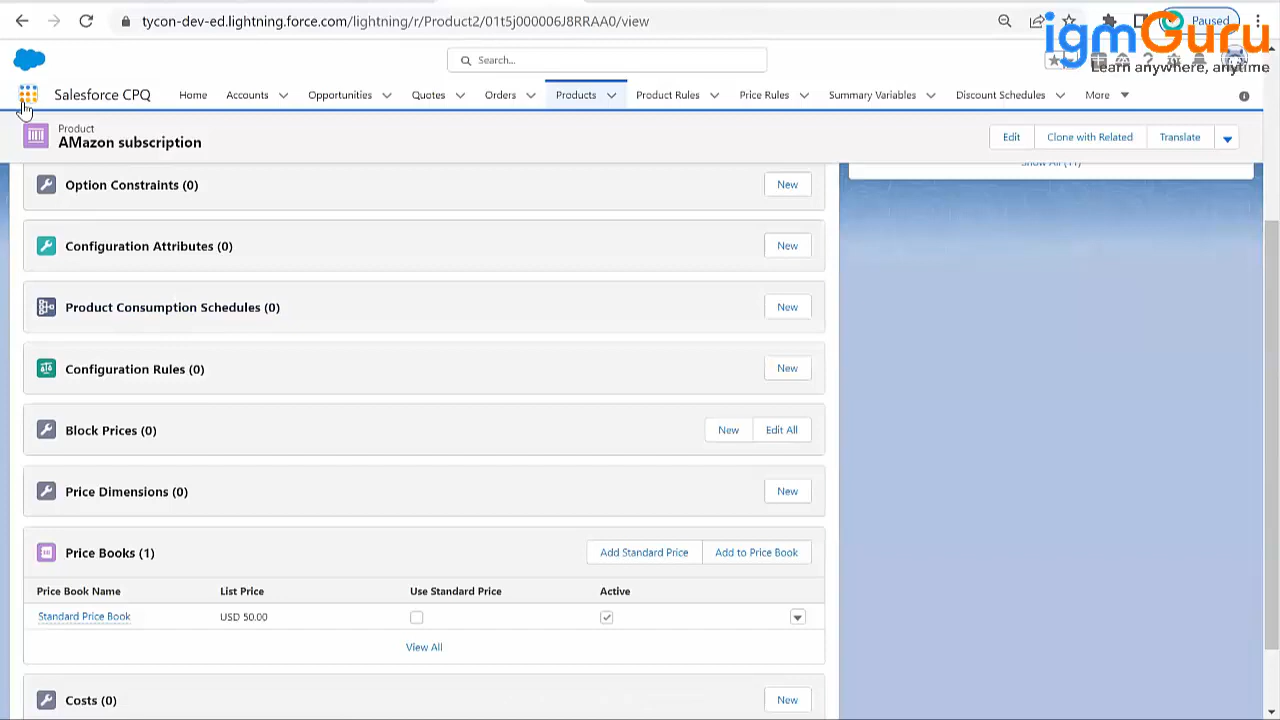 tycon-dev-ed.lightning.force.com/lightning/r/Product2/01t5j000006J8RRAA0/view
Paused
igmGuru
Learn anywhere, anytime
Search...
Salesforce CPQ
Home
Accounts
Opportunities
Quotes
Orders
Products
Product Rules
Price Rules
Summary Variables
Discount Schedules
More
Product
AMazon subscription
Edit
Clone with Related
Translate
Show All (11)
Option Constraints (0)
New
Configuration Attributes (0)
New
Product Consumption Schedules (0)
New
Configuration Rules (0)
New
Block Prices (0)
New
Edit All
Price Dimensions (0)
New
Price Books (1)
Add Standard Price
Add to Price Book
Price Book Name
List Price
Use Standard Price
Active
Standard Price Book
USD 50.00
View All
Costs (0)
New